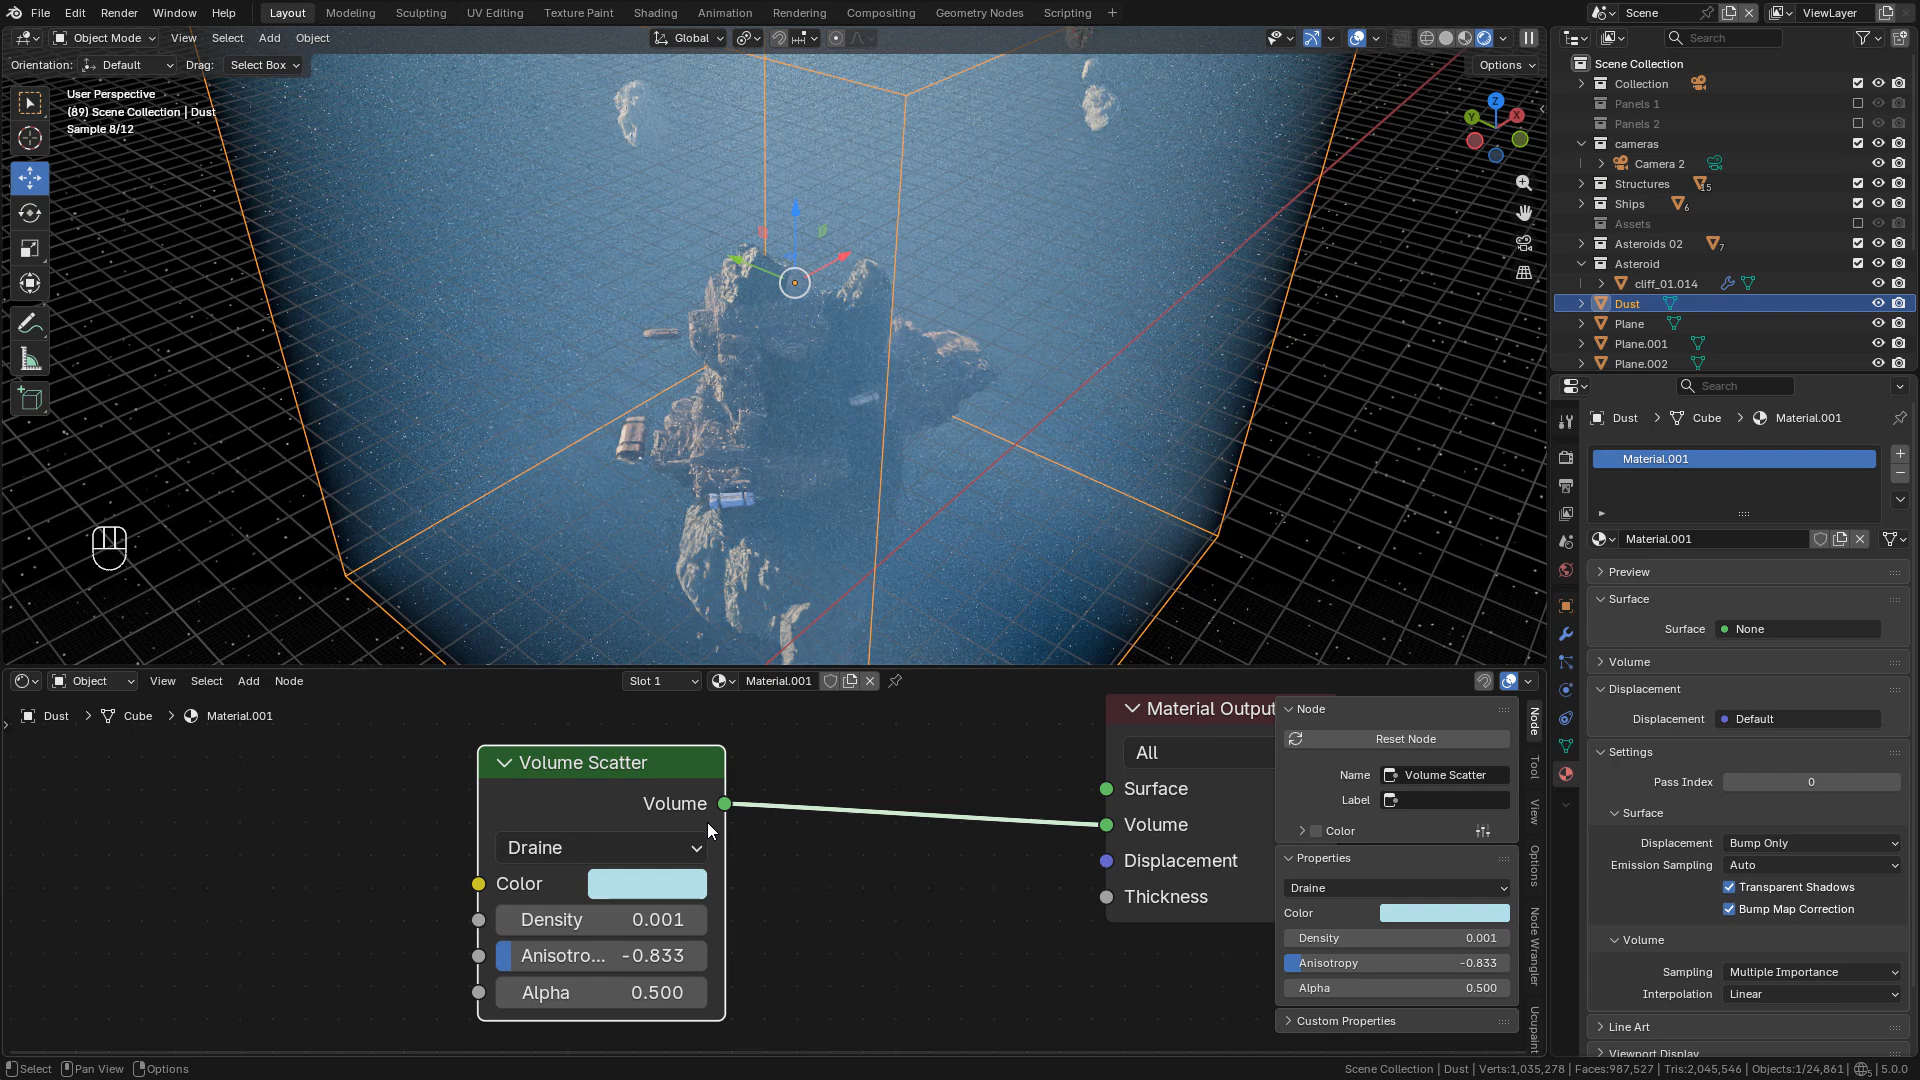 File Edit Render Window Help Layout Modeling Sculpting UV Editing Texture Paint Shading Animation Rendering Compositing Geometry Nodes Scripting + Scene ViewLayer
Object Mode View Select Add Object Global Search
Orientation: Default Drag: Select Box Options
User Perspective
(89) Scene Collection | Dust
Sample 8/12
Z
Y
X
Scene Collection
Collection
Panels 1
Panels 2
cameras
Camera 2
Structures 15
Ships 6
Assets
Asteroids 02 7
Asteroid
cliff_01.014
Dust
Plane
Plane.001
Plane.002
Search
Dust > Cube > Material.001
Material.001
Material.001
Preview
Surface
Surface None
Volume
Displacement
Displacement Default
Settings
Pass Index 0
Surface
Displacement Bump Only
Emission Sampling Auto
Transparent Shadows
Bump Map Correction
Volume
Sampling Multiple Importance
Interpolation Linear
Line Art
Viewport Display
Object View Select Add Node Slot 1 Material.001
Dust > Cube > Material.001
Volume Scatter
Volume
Draine
Color
Density 0.001
Anisotro... -0.833
Alpha 0.500
Material Output
All
Surface
Volume
Displacement
Thickness
Node
Reset Node
Name Volume Scatter
Label
Color
Properties
Draine
Color
Density 0.001
Anisotropy -0.833
Alpha 0.500
Custom Properties
Node
Tool
View
Options
Node Wrangler
Ucupaint
Select Pan View Options
Scene Collection | Dust | Verts:1,035,278 | Faces:987,527 | Tris:2,045,546 | Objects:1/24,861 | 5 | 5.0.0